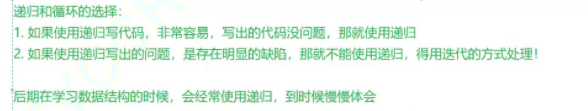 递归和循环的选择：
1. 如果使用递归写代码，非常容易，写出的代码没问题，那就使用递归
2. 如果使用递归写出的问题，是存在明显的缺陷，那就不能使用递归，得用迭代的方式处理！
后期在学习数据结构的时候，会经常使用递归，到时候慢慢体会